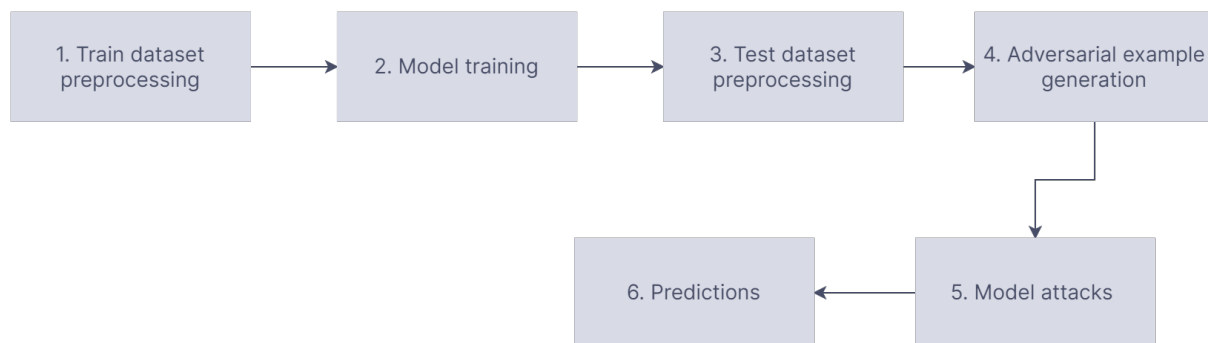 1. Train dataset
preprocessing
2. Model training
3. Test dataset
preprocessing
4. Adversarial example
generation
5. Model attacks
6. Predictions